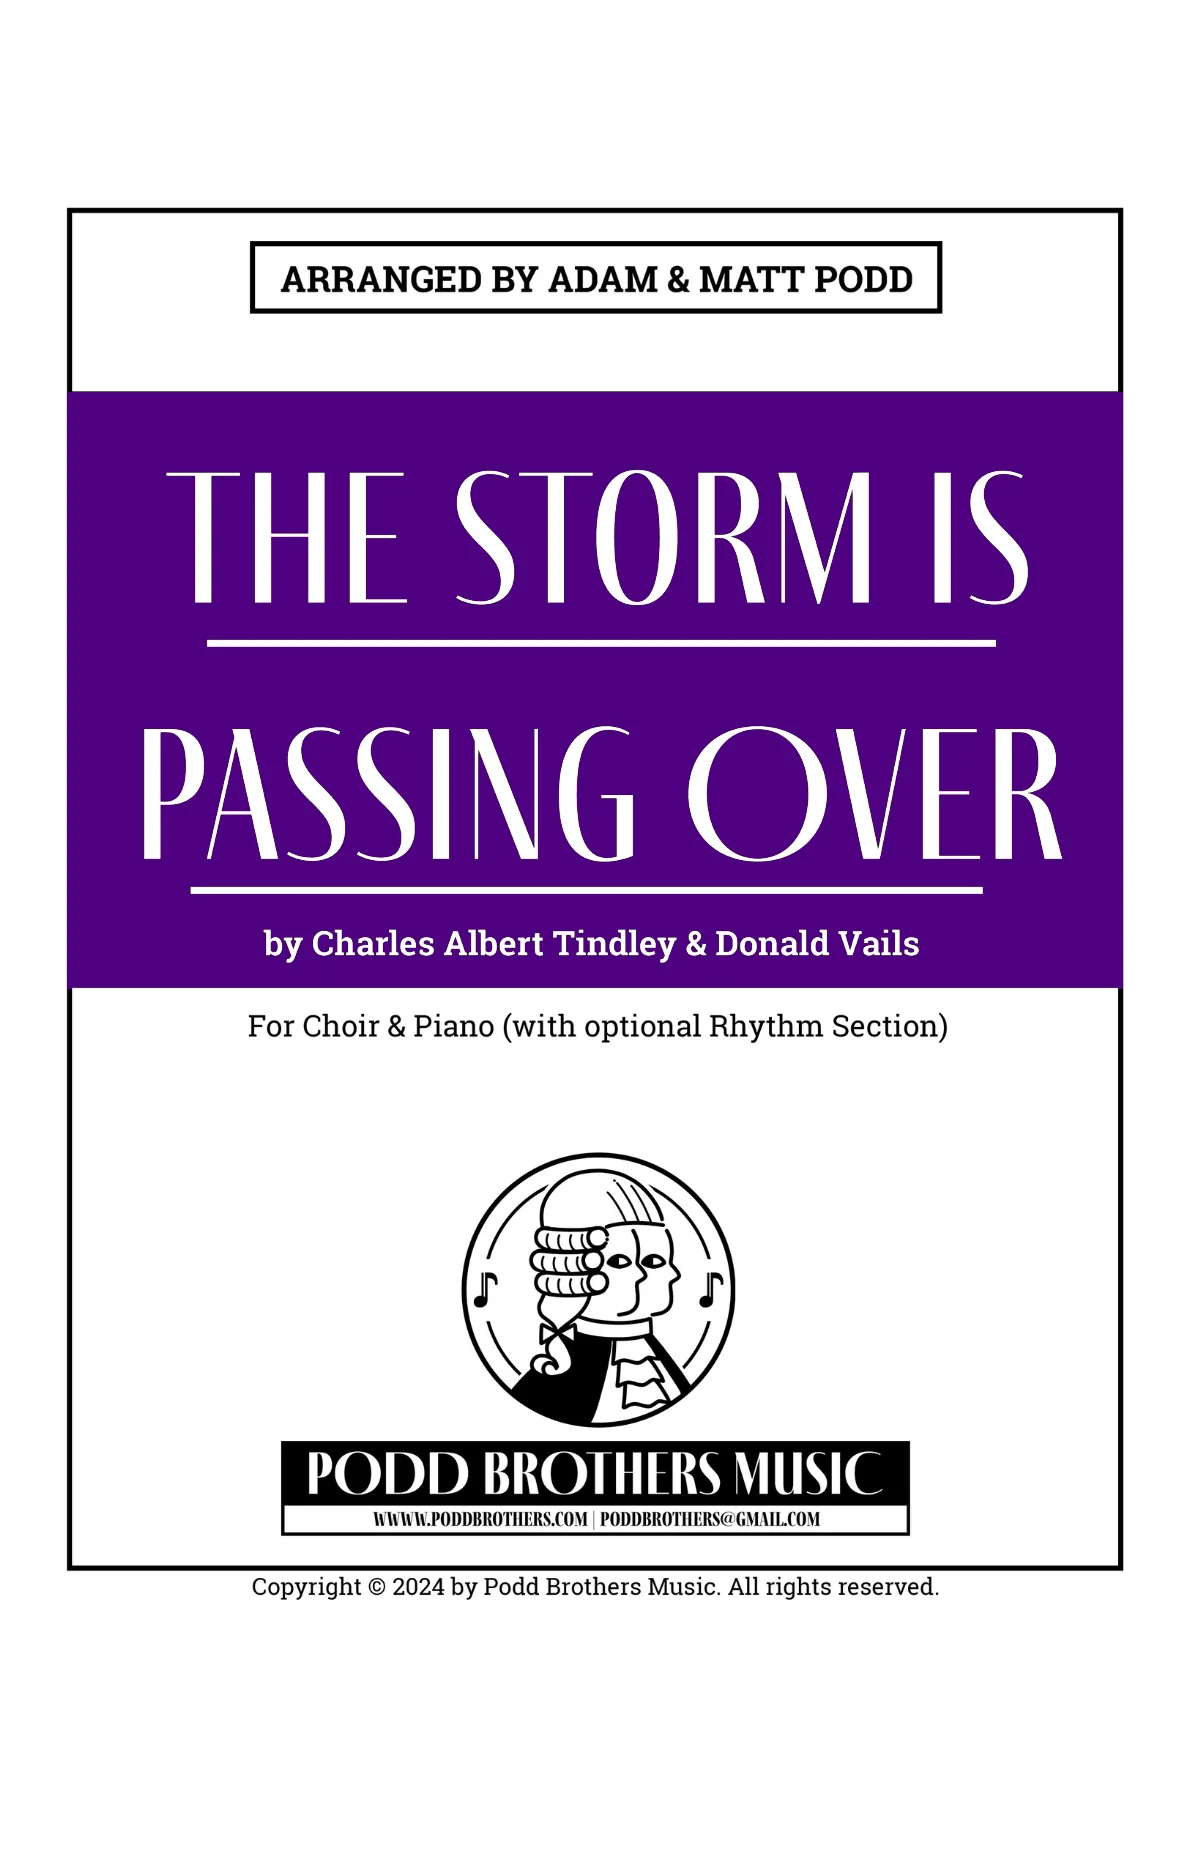 ARRANGED BY ADAM & MATT PODD
THE STORM IS
PASSING OVER
by Charles Albert Tindley & Donald Vails
For Choir & Piano (with optional Rhythm Section)
PODD BROTHERS MUSIC
WWW.PODDBROTHERS.COM | PODDBROTHERS@GMAIL.COM
Copyright © 2024 by Podd Brothers Music. All rights reserved.